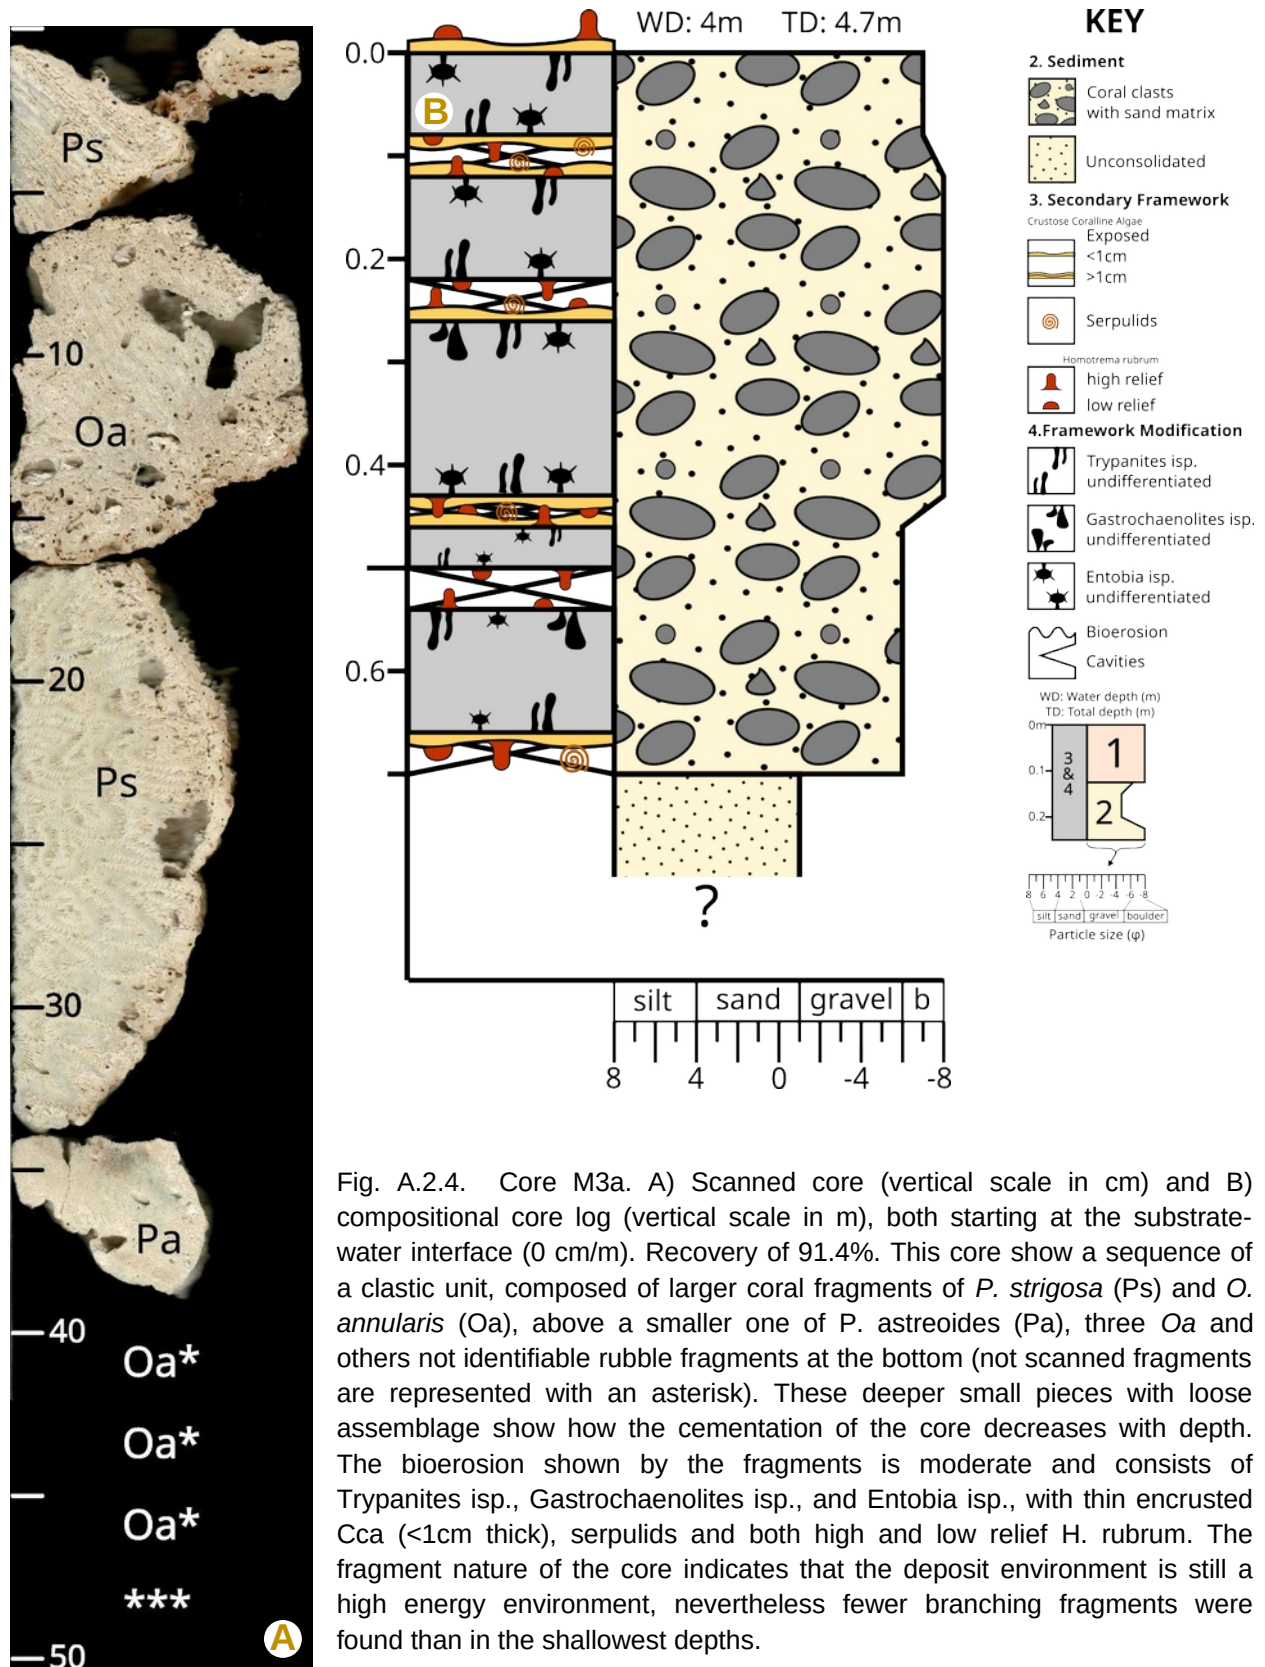 Ps
Oa
10
Ps
20
30
Pa
40
Oa*
Oa*
Oa*
***
50
A
WD: 4m TD: 4.7m
0.0
B
0.2
0.4
0.6
?
silt sand gravel b
8 4 0 -4 -8
KEY
2. Sediment
Coral clasts
with sand matrix
Unconsolidated
3. Secondary Framework
Crustose Coralline Algae
Exposed
<1cm
>1cm
Serpulids
Homotrema rubrum
high relief
low relief
4.Framework Modification
Trypanites isp.
undifferentiated
Gastrochaenolites isp.
undifferentiated
Entobia isp.
undifferentiated
Bioerosion
Cavities
WD: Water depth (m)
TD: Total depth (m)
0m
0.1
0.2
3
&
4
1
2
8 6 4 2 0 -2 -4 -6 -8
silt sand gravel boulder
Particle size (φ)
Fig. A.2.4. Core M3a. A) Scanned core (vertical scale in cm) and B)
compositional core log (vertical scale in m), both starting at the substrate-
water interface (0 cm/m). Recovery of 91.4%. This core show a sequence of
a clastic unit, composed of larger coral fragments of P. strigosa (Ps) and O.
annularis (Oa), above a smaller one of P. astreoides (Pa), three Oa and
others not identifiable rubble fragments at the bottom (not scanned fragments
are represented with an asterisk). These deeper small pieces with loose
assemblage show how the cementation of the core decreases with depth.
The bioerosion shown by the fragments is moderate and consists of
Trypanites isp., Gastrochaenolites isp., and Entobia isp., with thin encrusted
Cca (<1cm thick), serpulids and both high and low relief H. rubrum. The
fragment nature of the core indicates that the deposit environment is still a
high energy environment, nevertheless fewer branching fragments were
found than in the shallowest depths.